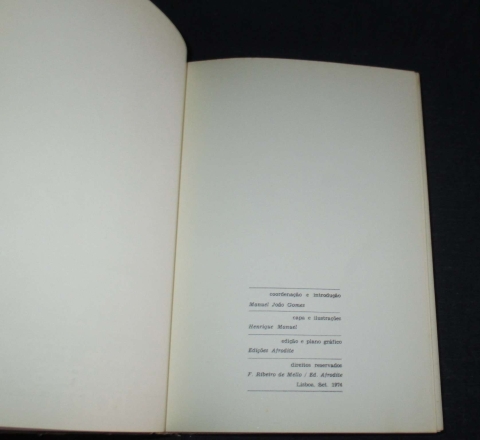 coordenação e introdução
Manuel João Gomes
capa e ilustrações
Henrique Manuel
edição e plano gráfico
Edições Afrodite
direitos reservados
F. Ribeiro de Mello / Ed. Afrodite
Lisboa, Set. 1974